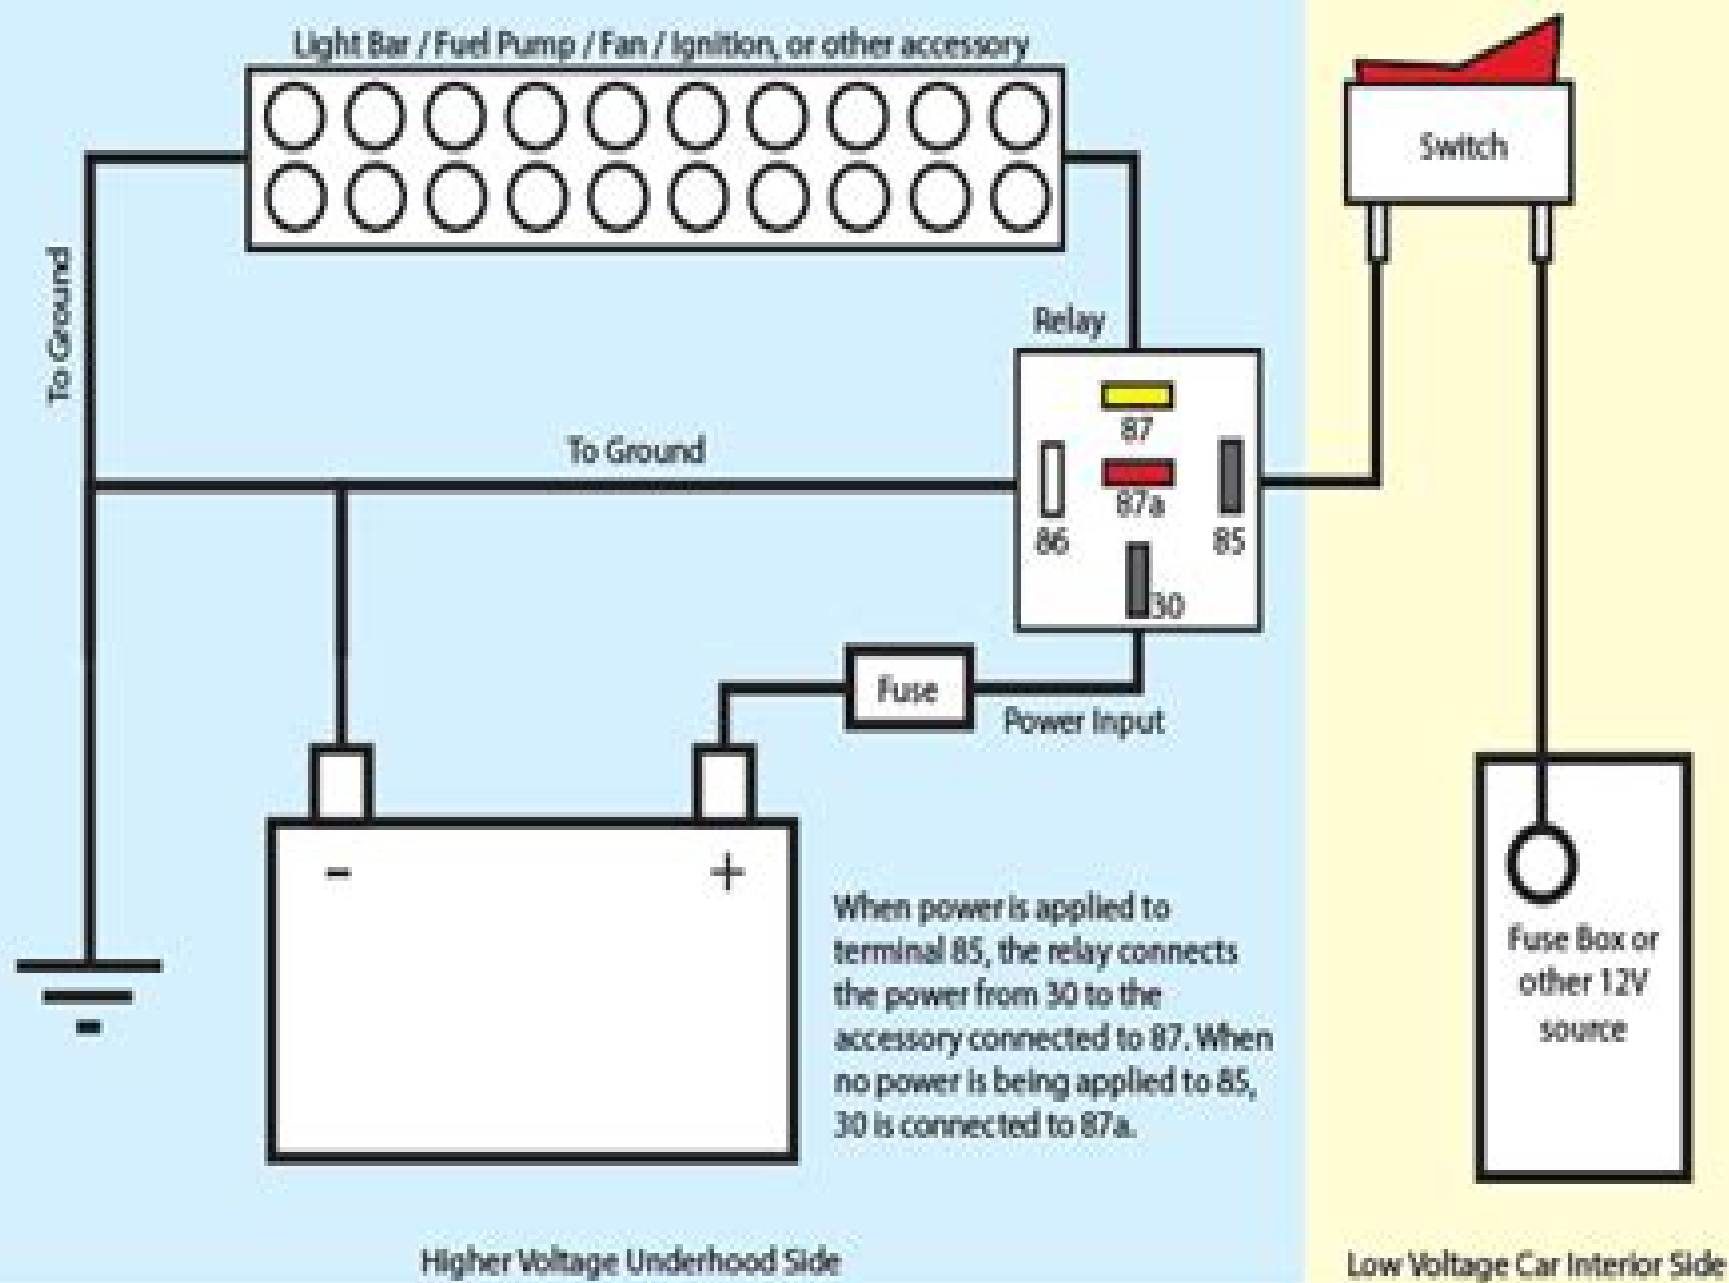 Light Bar / Fuel Pump / Fan / Ignition, or other accessory
Switch
To Ground
Relay
87
To Ground
87a
86
85
30
Fuse
Power Input
-
+
When power is applied to
terminal 85, the relay connects
the power from 30 to the
accessory connected to 87. When
no power is being applied to 85,
30 is connected to 87a.
Fuse Box or
other 12V
source
Higher Voltage Underhood Side
Low Voltage Car Interior Side